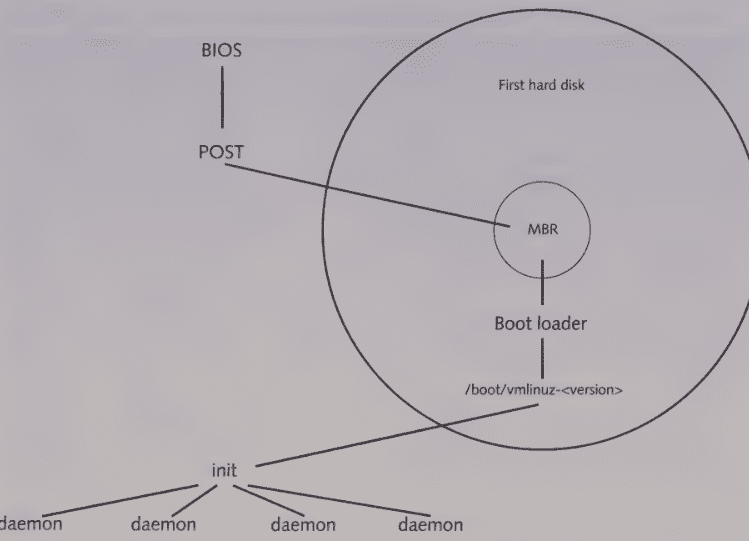 BIOS
First hard disk
POST
MBR
Boot loader
/boot/vmlinuz-<version>
init
daemon
daemon
daemon
daemon